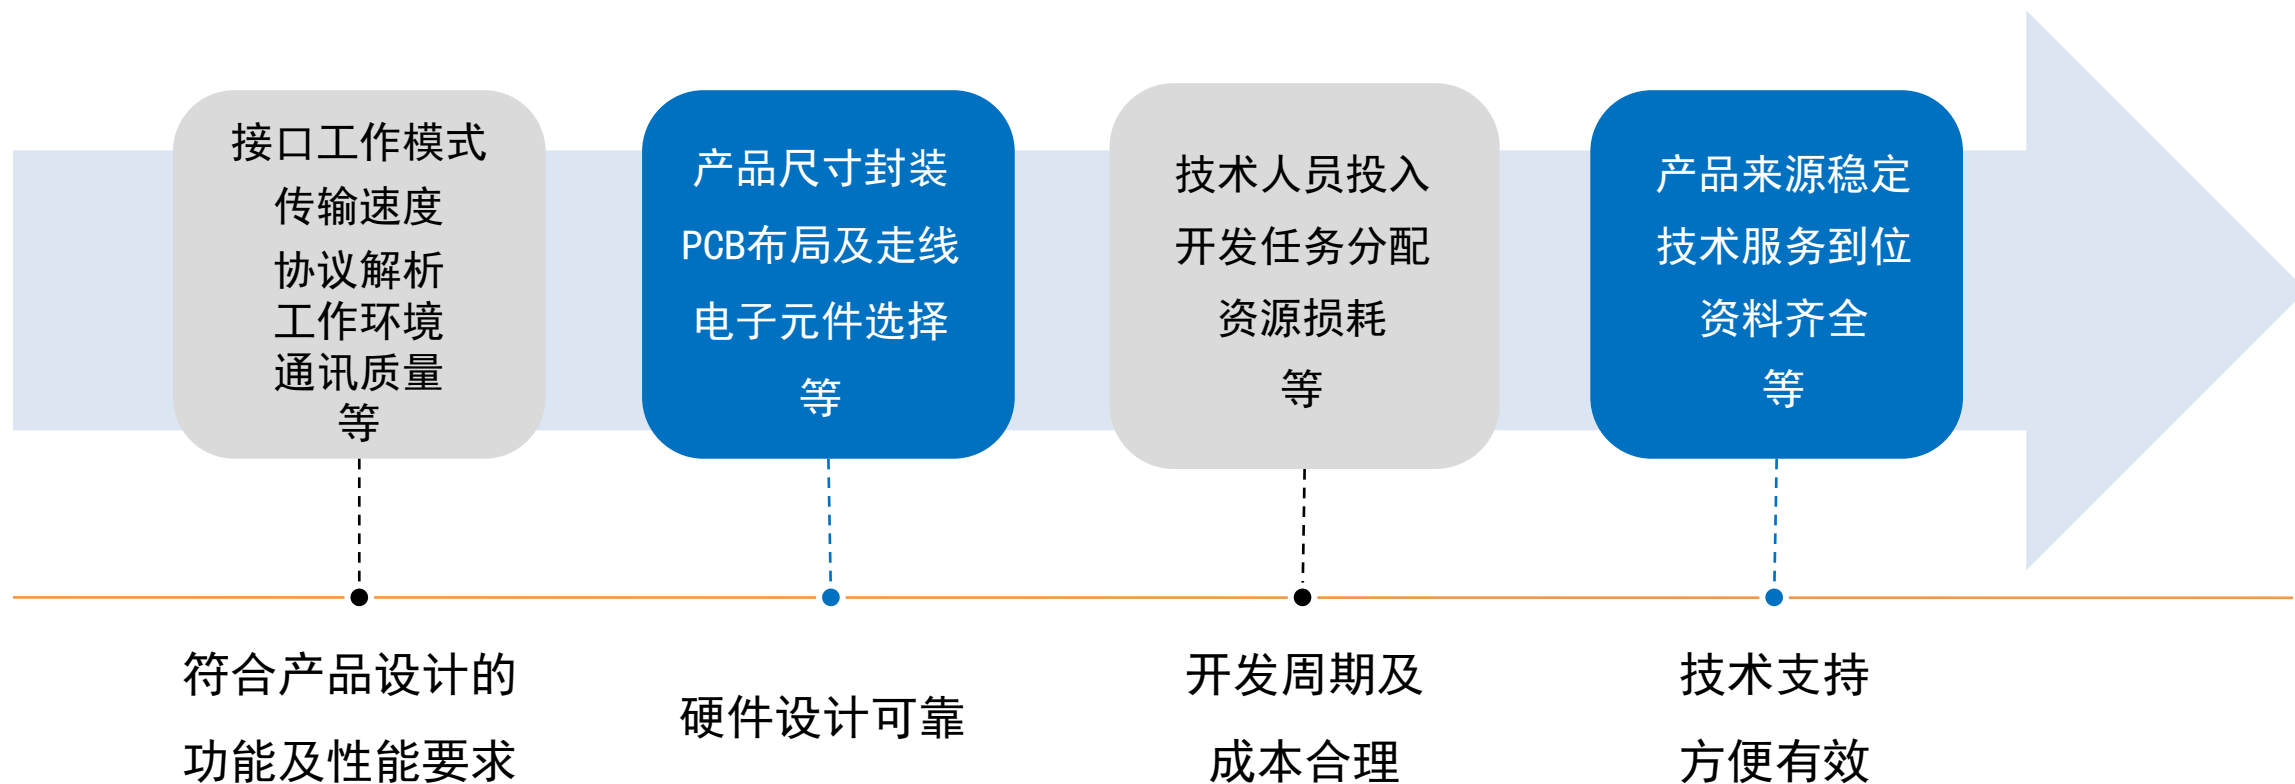 接口工作模式
传输速度
协议解析
工作环境
通讯质量
等
产品尺寸封装
PCB布局及走线
电子元件选择
等
技术人员投入
开发任务分配
资源损耗
等
产品来源稳定
技术服务到位
资料齐全
等
符合产品设计的
功能及性能要求
硬件设计可靠
开发周期及
成本合理
技术支持
方便有效